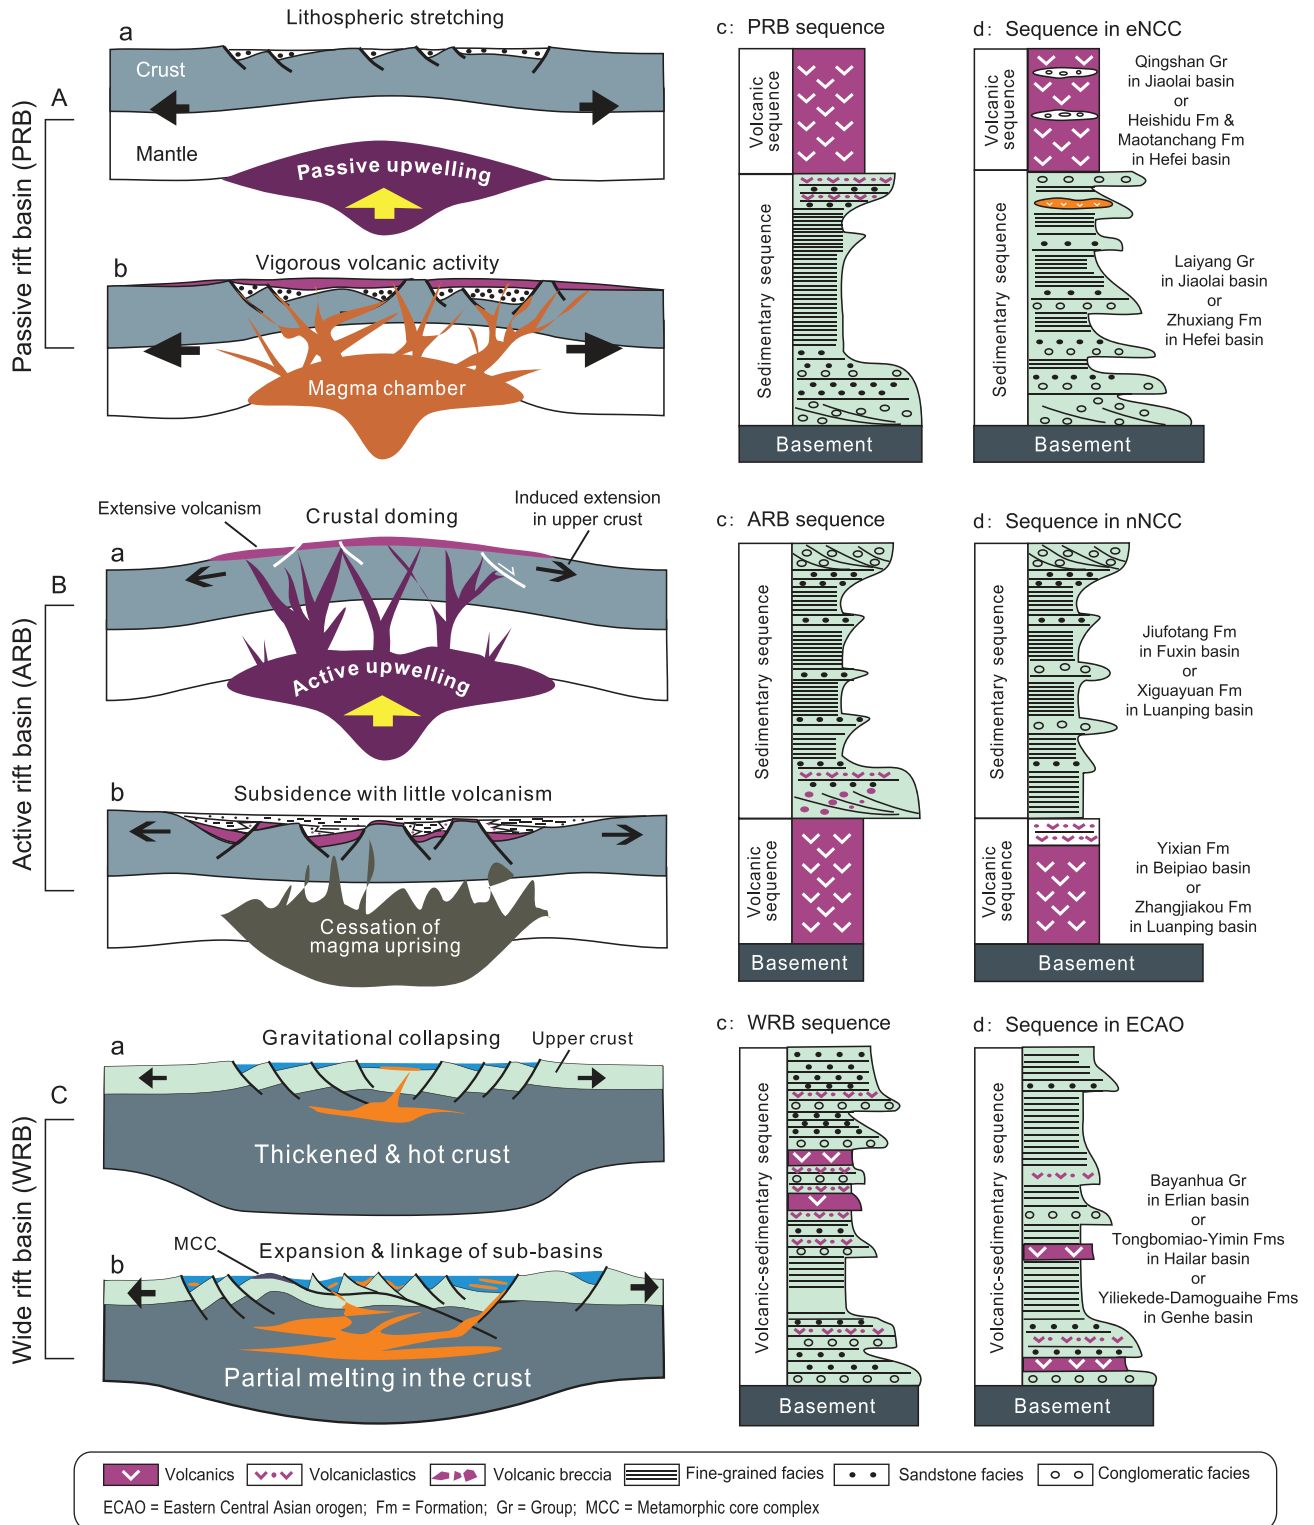 Passive rift basin (PRB)
A
a
Lithospheric stretching
Crust
Mantle
Passive upwelling
b
Vigorous volcanic activity
Magma chamber
c: PRB sequence
Volcanic
sequence
Sedimentary sequence
Basement
d: Sequence in eNCC
Volcanic
sequence
Sedimentary sequence
Basement
Qingshan Gr
in Jiaolai basin
or
Heishidu Fm &
Maotanchang Fm
in Hefei basin
Laiyang Gr
in Jiaolai basin
or
Zhuxiang Fm
in Hefei basin
Active rift basin (ARB)
B
a
Extensive volcanism
Crustal doming
Induced extension
in upper crust
Active upwelling
b
Subsidence with little volcanism
Cessation of
magma uprising
c: ARB sequence
Sedimentary sequence
Volcanic
sequence
Basement
d: Sequence in nNCC
Sedimentary sequence
Volcanic
sequence
Basement
Jiufotang Fm
in Fuxin basin
or
Xiguayuan Fm
in Luanping basin
Yixian Fm
in Beipiao basin
or
Zhangjiakou Fm
in Luanping basin
Wide rift basin (WRB)
C
a
Gravitational collapsing
Upper crust
Thickened & hot crust
b
MCC
Expansion & linkage of sub-basins
Partial melting in the crust
c: WRB sequence
Volcanic-sedimentary sequence
Basement
d: Sequence in ECAO
Volcanic-sedimentary sequence
Basement
Bayanhua Gr
in Erlian basin
or
Tongbomiao-Yimin Fms
in Hailar basin
or
Yiliekede-Damoguaihe Fms
in Genhe basin
Volcanics
Volcaniclastics
Volcanic breccia
Fine-grained facies
Sandstone facies
Conglomeratic facies
ECAO = Eastern Central Asian orogen; Fm = Formation; Gr = Group; MCC = Metamorphic core complex